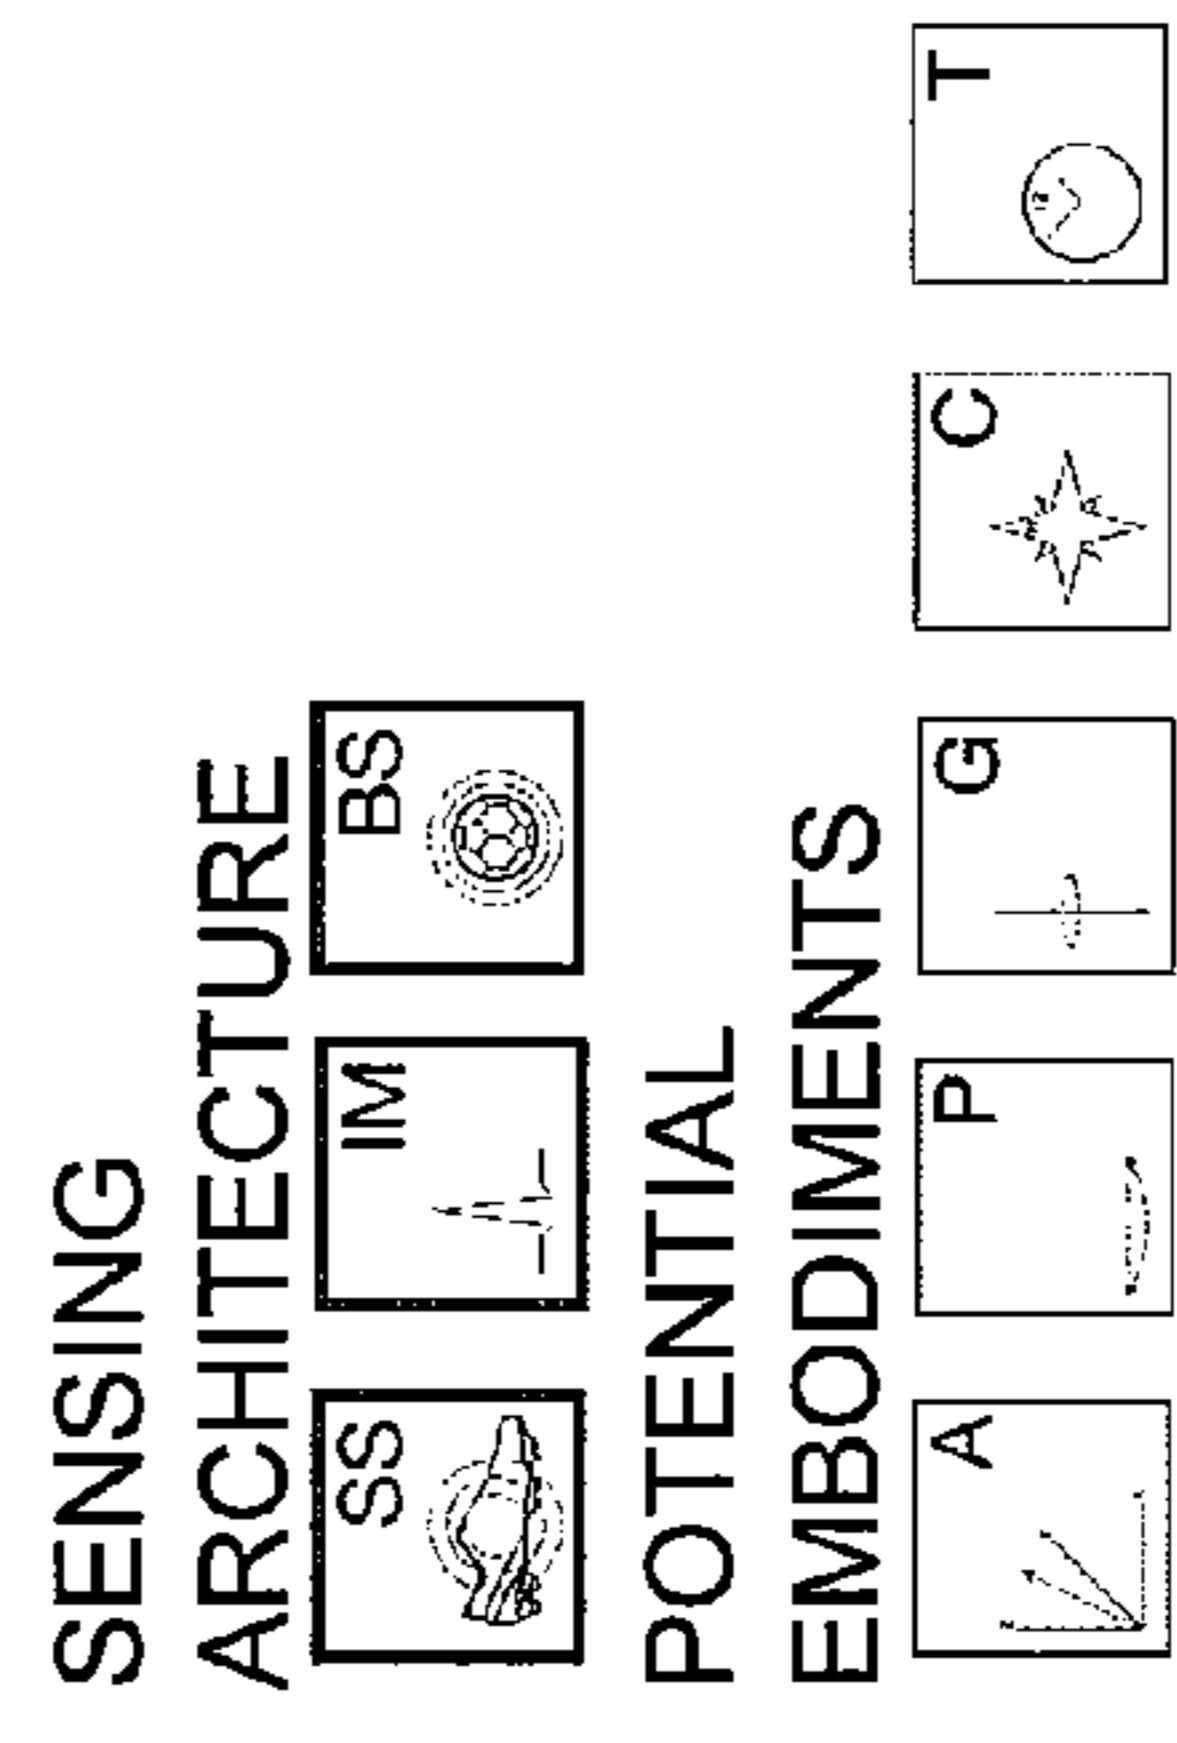 SENSING
ARCHITECTURE
SS IM BS
POTENTIAL
EMBODIMENTS
A P G C T